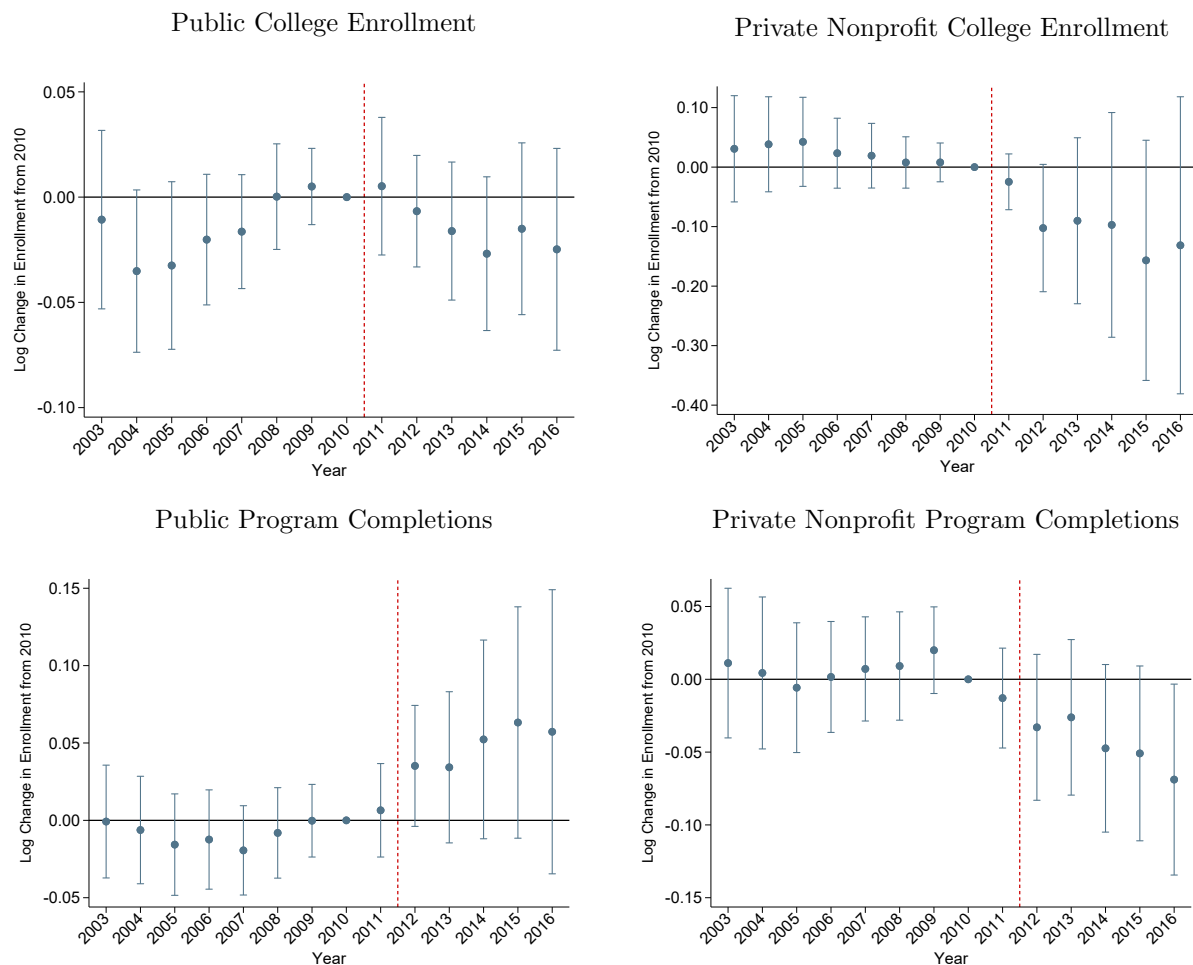 Public College Enrollment
Log Change in Enrollment from 2010
0.05
0.00
-0.05
-0.10
2003 2004 2005 2006 2007 2008 2009 2010 2011 2012 2013 2014 2015 2016
Year
Private Nonprofit College Enrollment
Log Change in Enrollment from 2010
0.10
0.00
-0.10
-0.20
-0.30
-0.40
2003 2004 2005 2006 2007 2008 2009 2010 2011 2012 2013 2014 2015 2016
Year
Public Program Completions
Log Change in Enrollment from 2010
0.15
0.10
0.05
0.00
-0.05
2003 2004 2005 2006 2007 2008 2009 2010 2011 2012 2013 2014 2015 2016
Year
Private Nonprofit Program Completions
Log Change in Enrollment from 2010
0.05
0.00
-0.05
-0.10
-0.15
2003 2004 2005 2006 2007 2008 2009 2010 2011 2012 2013 2014 2015 2016
Year